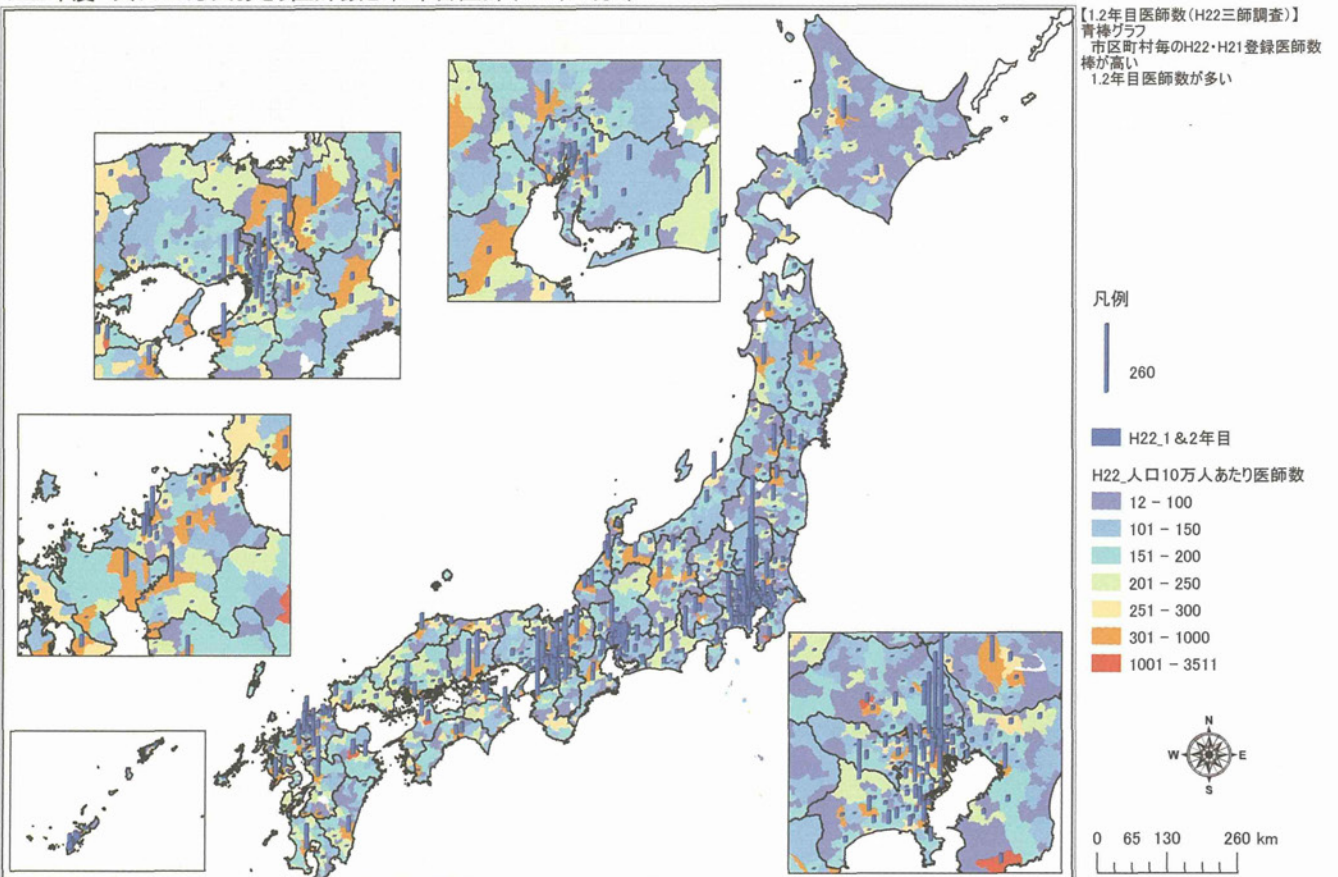 【1.2年目医師数(H22三師調査)】
青棒グラフ
市区町村毎のH22・H21登録医師数
棒が高い
1.2年目医師数が多い
凡例
260
H22_1&2年目
H22_人口10万人あたり医師数
12 - 100
101 - 150
151 - 200
201 - 250
251 - 300
301 - 1000
1001 - 3511
N
W E
S
0 65 130 260 km